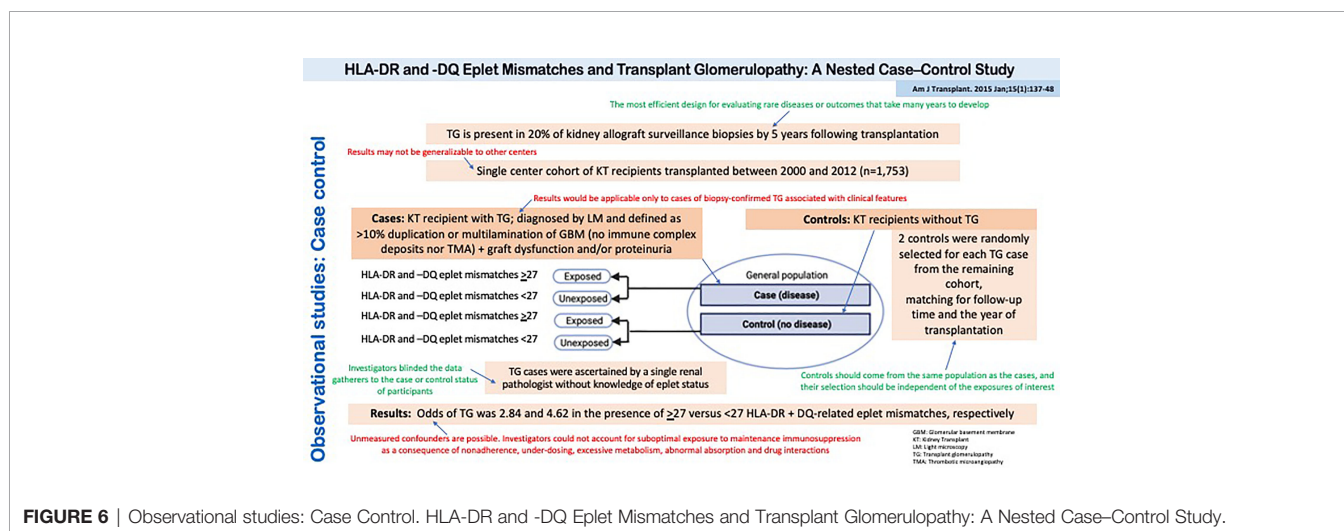 HLA-DR and -DQ Eplet Mismatches and Transplant Glomerulopathy: A Nested Case–Control Study
Am J Transplant. 2015 Jan;15(1):137-48
Observational studies: Case control
The most efficient design for evaluating rare diseases or outcomes that take many years to develop
TG is present in 20% of kidney allograft surveillance biopsies by 5 years following transplantation
Results may not be generalizable to other centers
Single center cohort of KT recipients transplanted between 2000 and 2012 (n=1,753)
Results would be applicable only to cases of biopsy-confirmed TG associated with clinical features
Cases: KT recipient with TG; diagnosed by LM and defined as
>10% duplication or multilamination of GBM (no immune complex
deposits nor TMA) + graft dysfunction and/or proteinuria
Controls: KT recipients without TG
2 controls were randomly
selected for each TG case
from the remaining
cohort,
matching for follow-up
time and the year of
transplantation
HLA-DR and –DQ eplet mismatches ≥27
Exposed
HLA-DR and –DQ eplet mismatches <27
Unexposed
HLA-DR and –DQ eplet mismatches ≥27
Exposed
HLA-DR and –DQ eplet mismatches <27
Unexposed
General population
Case (disease)
Control (no disease)
Investigators blinded the data
gatherers to the case or control status
of participants
TG cases were ascertained by a single renal
pathologist without knowledge of eplet status
Controls should come from the same population as the cases, and
their selection should be independent of the exposures of interest
Results: Odds of TG was 2.84 and 4.62 in the presence of ≥27 versus <27 HLA-DR + DQ-related eplet mismatches, respectively
Unmeasured confounders are possible. Investigators could not account for suboptimal exposure to maintenance immunosuppression
as a consequence of nonadherence, under-dosing, excessive metabolism, abnormal absorption and drug interactions
GBM: Glomerular basement membrane
KT: Kidney Transplant
LM: Light microscopy
TG: Transplant glomerulopathy
TMA: Thrombotic microangiopathy
FIGURE 6 | Observational studies: Case Control. HLA-DR and -DQ Eplet Mismatches and Transplant Glomerulopathy: A Nested Case–Control Study.